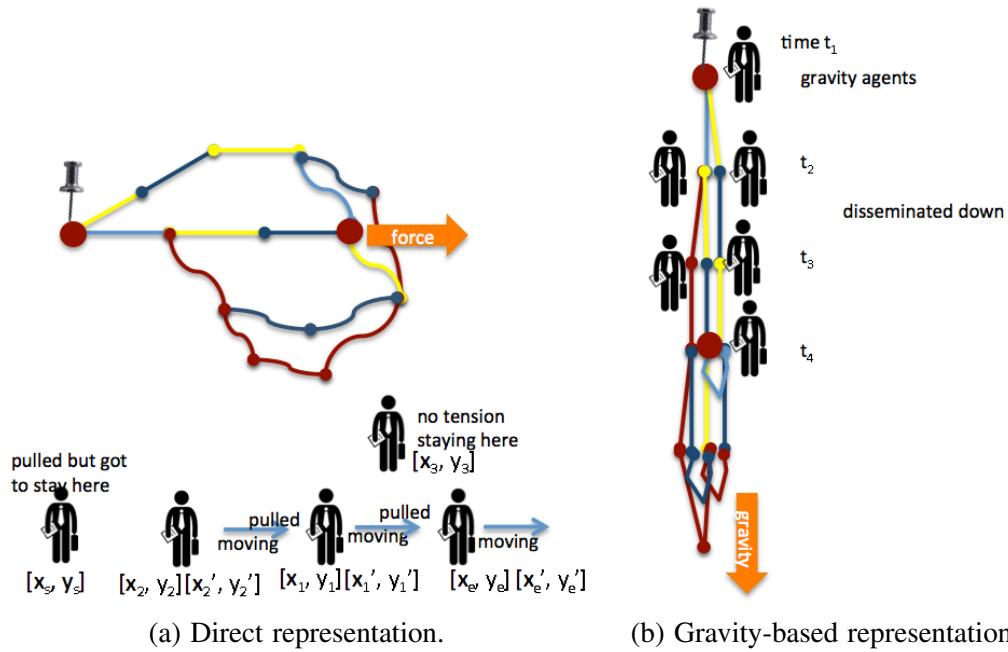 force
no tension
staying here
[x₃, y₃]
pulled but got
to stay here
pulled
moving
pulled
moving
moving
[xₛ, yₛ]
[x₂, y₂][x₂', y₂']
[x₁, y₁][x₁', y₁']
[xₑ, yₑ] [xₑ', yₑ']
(a) Direct representation.
time t₁
gravity agents
t₂
disseminated down
t₃
t₄
gravity
(b) Gravity-based representation